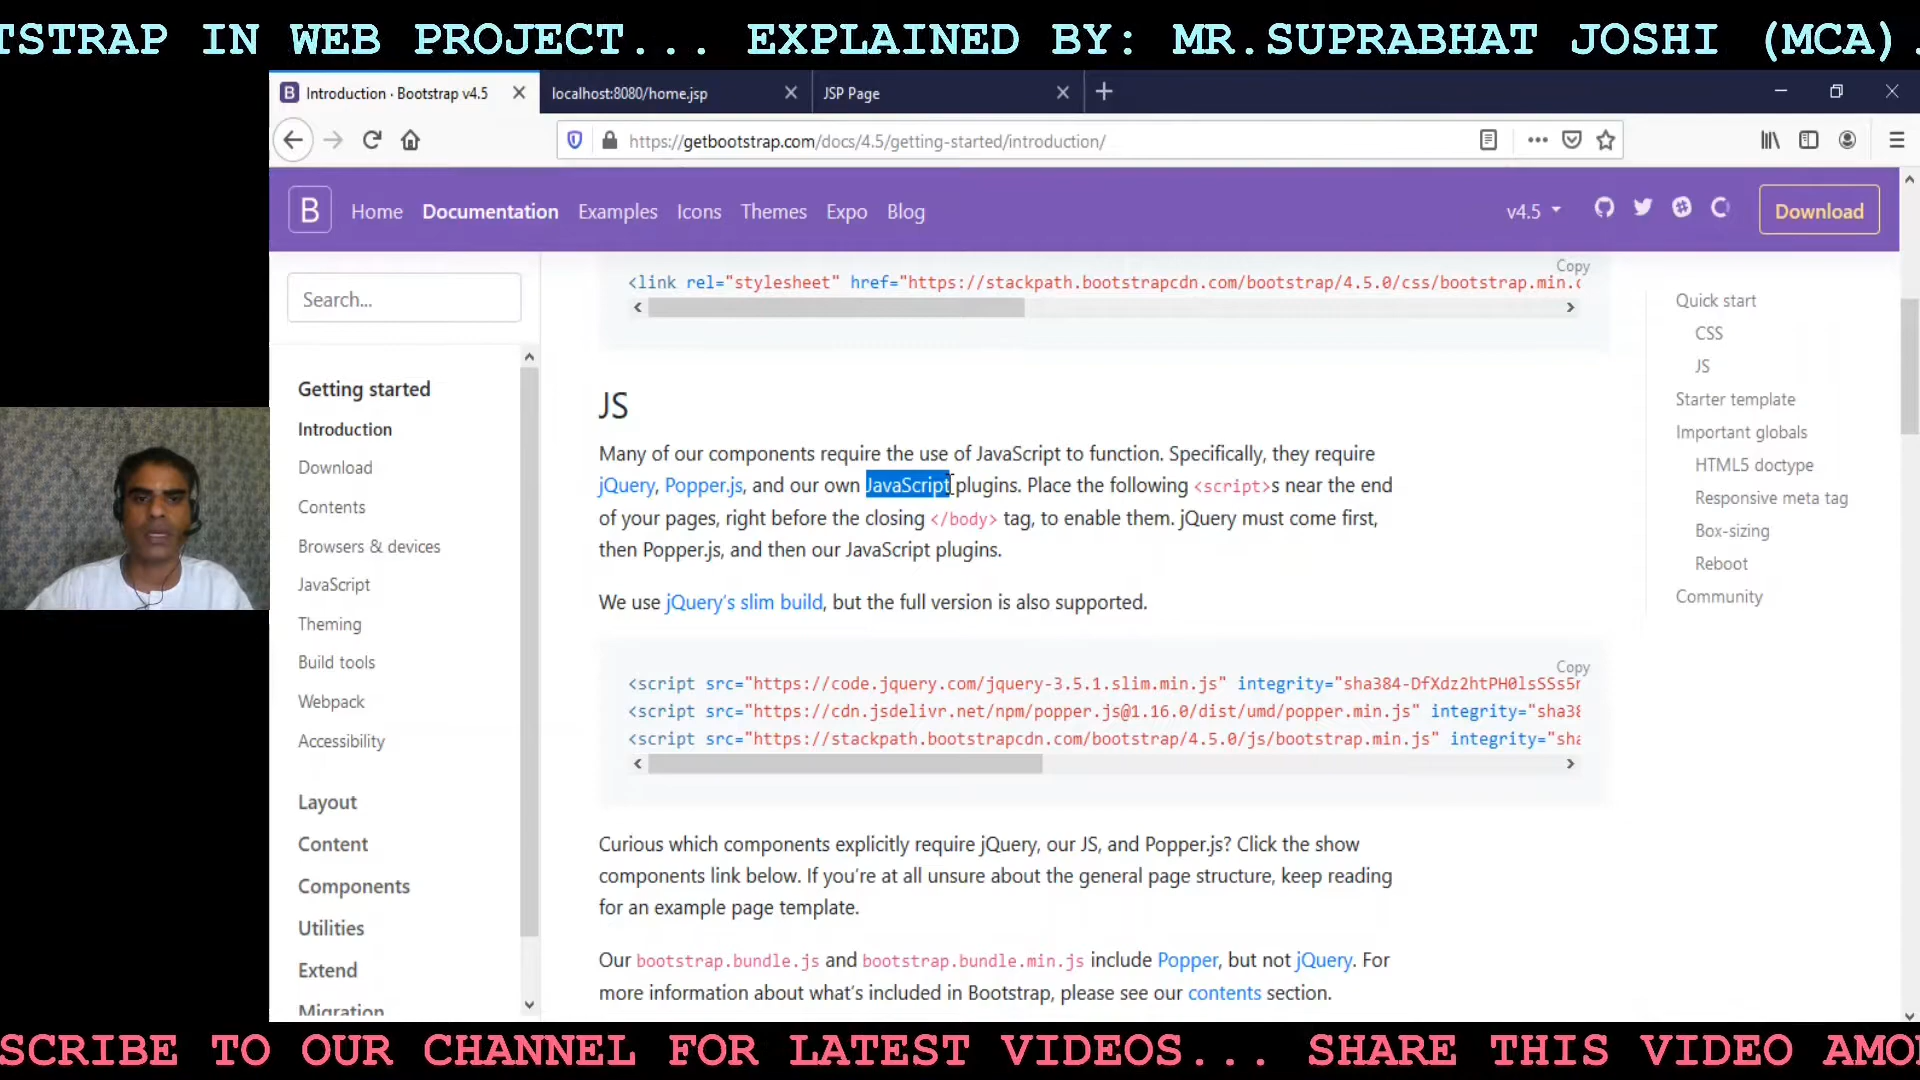 TSTRAP IN WEB PROJECT... EXPLAINED BY: MR.SUPRABHAT JOSHI (MCA).
B Introduction · Bootstrap v4.5
localhost:8080/home.jsp
JSP Page
https://getbootstrap.com/docs/4.5/getting-started/introduction/
B Home Documentation Examples Icons Themes Expo Blog v4.5 Download
Search...
Getting started
Introduction
Download
Contents
Browsers & devices
JavaScript
Theming
Build tools
Webpack
Accessibility
Layout
Content
Components
Utilities
Extend
Migration
Copy
<link rel="stylesheet" href="https://stackpath.bootstrapcdn.com/bootstrap/4.5.0/css/bootstrap.min.c
JS
Many of our components require the use of JavaScript to function. Specifically, they require
jQuery, Popper.js, and our own JavaScript plugins. Place the following <script>s near the end
of your pages, right before the closing </body> tag, to enable them. jQuery must come first,
then Popper.js, and then our JavaScript plugins.
We use jQuery's slim build, but the full version is also supported.
Copy
<script src="https://code.jquery.com/jquery-3.5.1.slim.min.js" integrity="sha384-DfXdz2htPH0lsSSs5n
<script src="https://cdn.jsdelivr.net/npm/popper.js@1.16.0/dist/umd/popper.min.js" integrity="sha38
<script src="https://stackpath.bootstrapcdn.com/bootstrap/4.5.0/js/bootstrap.min.js" integrity="sha
Curious which components explicitly require jQuery, our JS, and Popper.js? Click the show
components link below. If you're at all unsure about the general page structure, keep reading
for an example page template.
Our bootstrap.bundle.js and bootstrap.bundle.min.js include Popper, but not jQuery. For
more information about what's included in Bootstrap, please see our contents section.
Quick start
CSS
JS
Starter template
Important globals
HTML5 doctype
Responsive meta tag
Box-sizing
Reboot
Community
SCRIBE TO OUR CHANNEL FOR LATEST VIDEOS... SHARE THIS VIDEO AMO